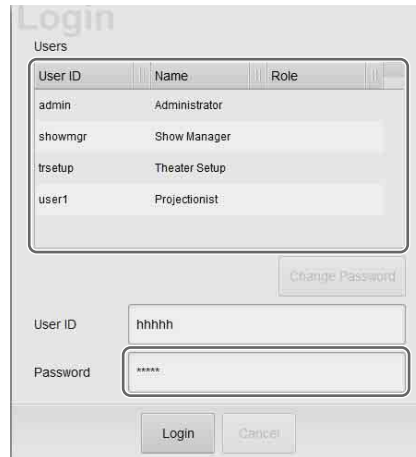 Login
Users
User ID Name Role
admin Administrator
showmgr Show Manager
trsetup Theater Setup
user1 Projectionist
Change Password
User ID hhhhh
Password *****
Login Cancel